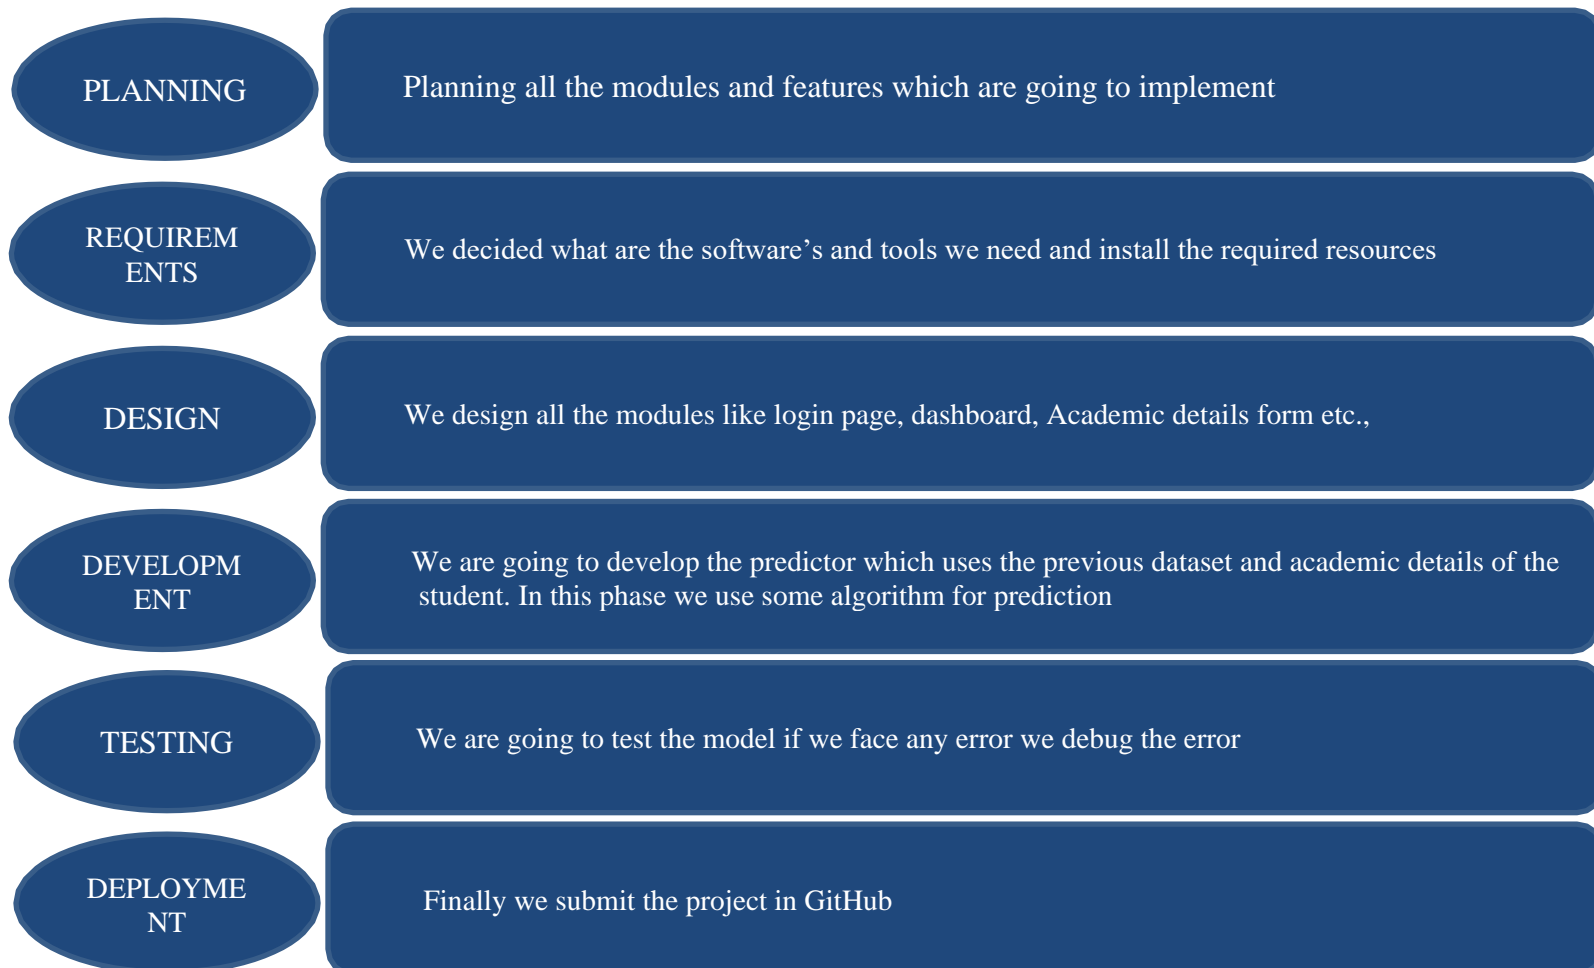 PLANNING
Planning all the modules and features which are going to implement
REQUIREM
ENTS
We decided what are the software’s and tools we need and install the required resources
DESIGN
We design all the modules like login page, dashboard, Academic details form etc.,
DEVELOPM
ENT
We are going to develop the predictor which uses the previous dataset and academic details of the
student. In this phase we use some algorithm for prediction
TESTING
We are going to test the model if we face any error we debug the error
DEPLOYME
NT
Finally we submit the project in GitHub